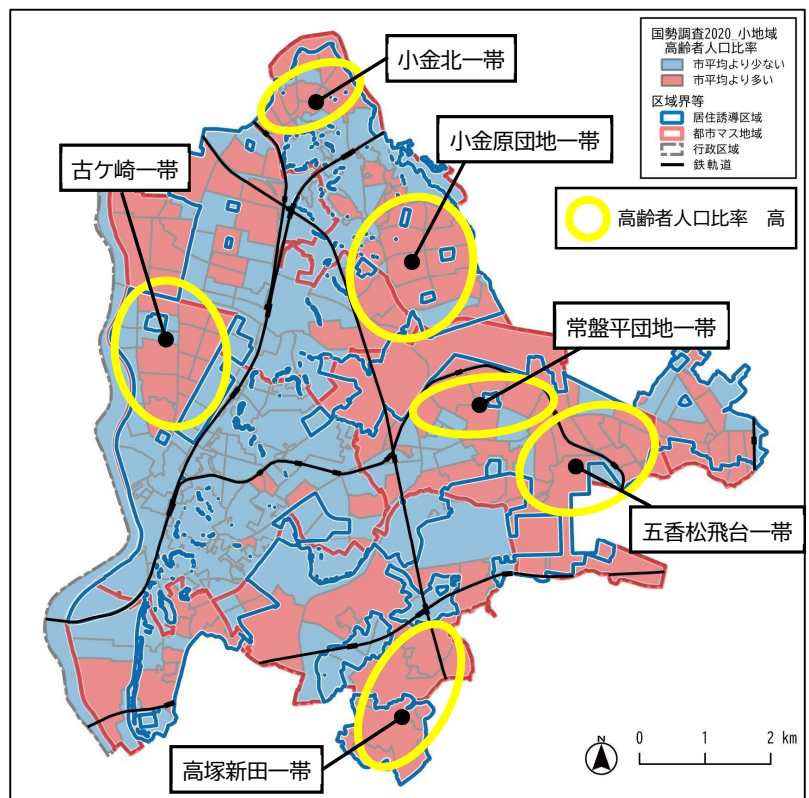 国勢調査2020_小地域
高齢者人口比率
市平均より少ない
市平均より多い
区域界等
居住誘導区域
都市マス地域
行政区域
鉄軌道
高齢者人口比率 高
小金北一帯
小金原団地一帯
古ケ崎一帯
常盤平団地一帯
五香松飛台一帯
高塚新田一帯
N
0 1 2 km